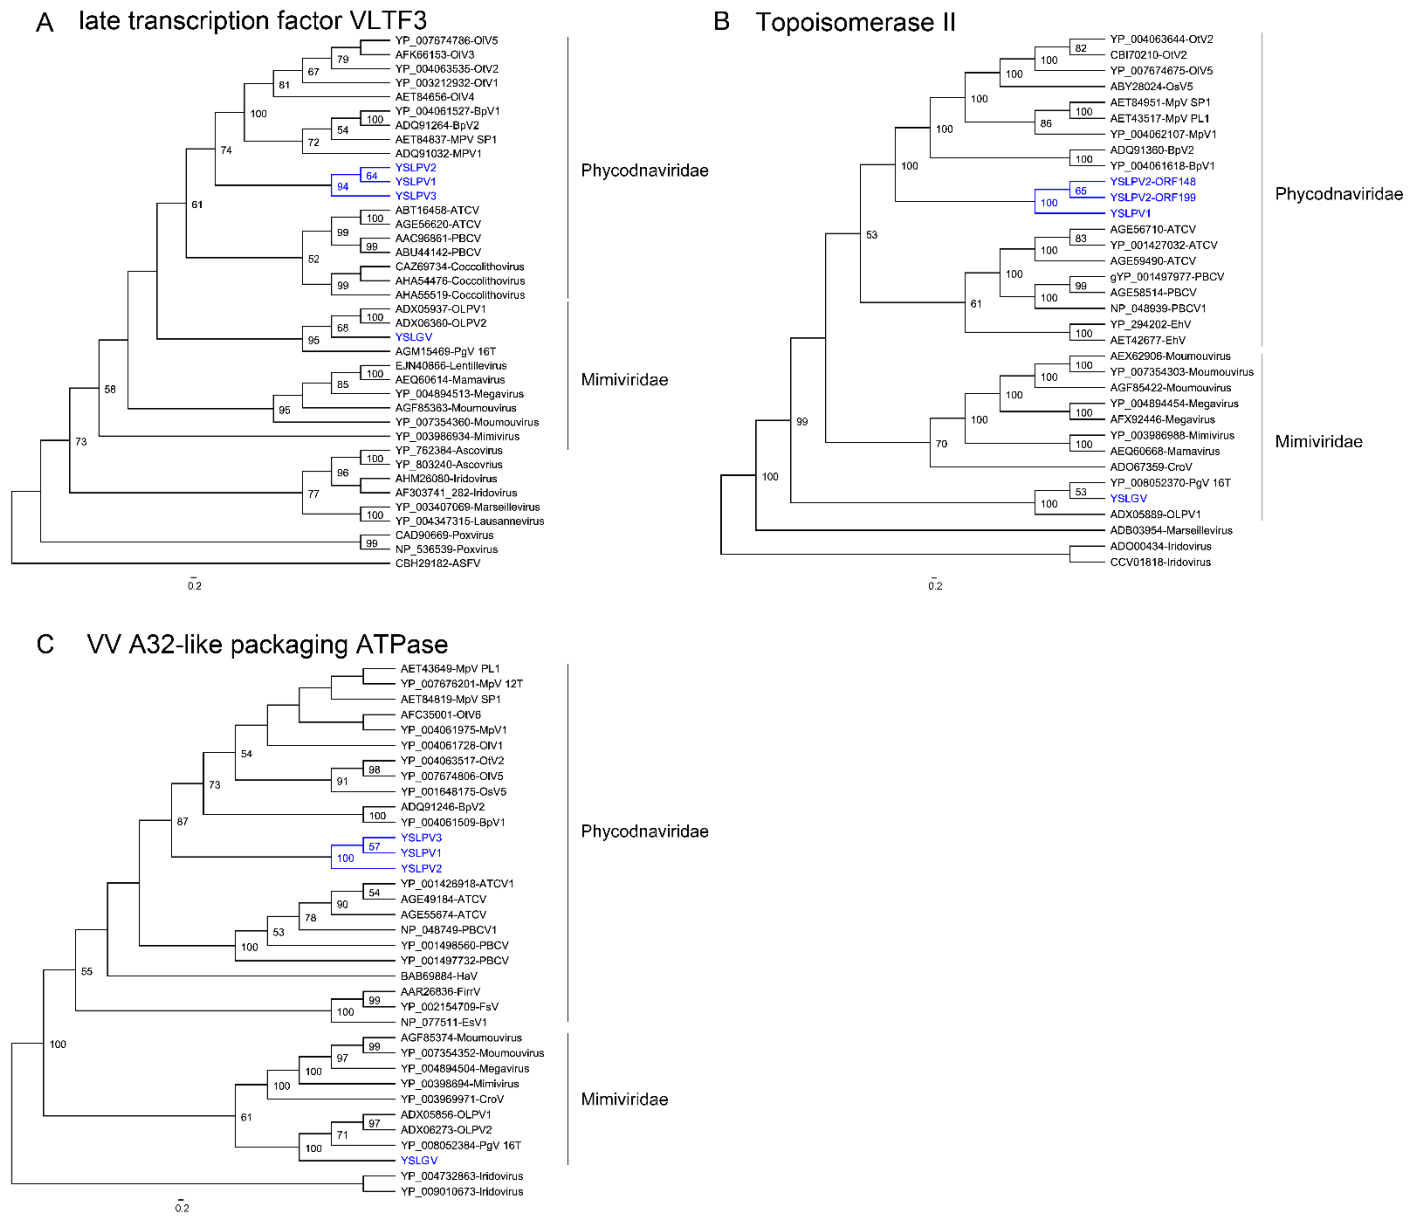 A late transcription factor VLTF3
YP_007674786-OlV5
AFK66153-OlV3
YP_004063535-OtV2
YP_003212932-OtV1
AET84656-OlV4
YP_004061527-BpV1
ADQ91264-BpV2
AET84837-MPV SP1
ADQ91032-MPV1
YSLPV2
YSLPV1
YSLPV3
ABT16458-ATCV
AGE56620-ATCV
AAC96861-PBCV
ABU44142-PBCV
CAZ69734-Coccolithovirus
AHA54476-Coccolithovirus
AHA55519-Coccolithovirus
ADX05937-OLPV1
ADX06360-OLPV2
YSLGV
AGM15469-PgV 16T
EJN40866-Lentillevirus
AEQ60614-Mamavirus
YP_004894513-Megavirus
AGF85363-Moumouvirus
YP_007354360-Moumouvirus
YP_003986934-Mimivirus
YP_762384-Ascovirus
YP_803240-Ascovrius
AHM26080-Iridovirus
AF303741_282-Iridovirus
YP_003407069-Marseillevirus
YP_004347315-Lausannevirus
CAD90669-Poxvirus
NP_536539-Poxvirus
CBH29182-ASFV
79
67
81
100
100
54
72
74
64
94
61
100
99
99
52
100
68
95
58
100
85
95
73
100
96
77
100
99
0.2
Phycodnaviridae
Mimiviridae
B Topoisomerase II
YP_004063644-OtV2
CBI70210-OtV2
YP_007674675-OlV5
ABY28024-OsV5
AET84951-MpV SP1
AET43517-MpV PL1
YP_004062107-MpV1
ADQ91360-BpV2
YP_004061618-BpV1
YSLPV2-ORF148
YSLPV2-ORF199
YSLPV1
AGE56710-ATCV
YP_001427032-ATCV
AGE59490-ATCV
gYP_001497977-PBCV
AGE58514-PBCV
NP_048939-PBCV1
YP_294202-EhV
AET42677-EhV
AEX62906-Moumouvirus
YP_007354303-Moumouvirus
AGF85422-Moumouvirus
YP_004894454-Megavirus
AFX92446-Megavirus
YP_003986988-Mimivirus
AEQ60668-Mamavirus
ADO67359-CroV
YP_008052370-PgV 16T
YSLGV
ADX05889-OLPV1
ADB03954-Marseillevirus
ADO00434-Iridovirus
CCV01818-Iridovirus
82
100
100
100
100
86
100
100
100
65
100
53
83
100
100
99
100
61
100
100
100
100
100
100
70
99
53
100
100
0.2
Phycodnaviridae
Mimiviridae
C VV A32-like packaging ATPase
AET43649-MpV PL1
YP_007676201-MpV 12T
AET84819-MpV SP1
AFC35001-OtV6
YP_004061975-MpV1
YP_004061728-OlV1
YP_004063517-OtV2
YP_007674806-OlV5
YP_001648175-OsV5
ADQ91246-BpV2
YP_004061509-BpV1
YSLPV3
YSLPV1
YSLPV2
YP_001426918-ATCV1
AGE49184-ATCV
AGE55674-ATCV
NP_048749-PBCV1
YP_001498560-PBCV
YP_001497732-PBCV
BAB69884-HaV
AAR26836-FirrV
YP_002154709-FsV
NP_077511-EsV1
AGF85374-Moumouvirus
YP_007354352-Moumouvirus
YP_004894504-Megavirus
YP_00398694-Mimivirus
YP_003969971-CroV
ADX05856-OLPV1
ADX06273-OLPV2
YP_008052384-PgV 16T
YSLGV
YP_004732863-Iridovirus
YP_009010673-Iridovirus
54
98
91
73
100
87
57
100
54
90
78
53
100
55
99
100
100
99
97
100
100
61
97
71
100
0.2
Phycodnaviridae
Mimiviridae